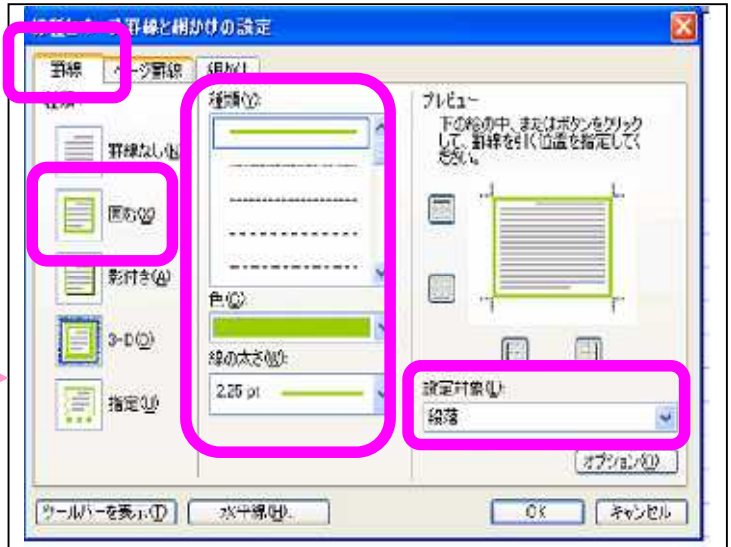 罫線と網かけの設定
罫線
ページ罫線
網かけ
種類
罫線なし(N)
囲む(X)
影付き(A)
3-D(D)
指定(U)
種類(Y):
色(C):
線の太さ(W):
2.25 pt
プレビュー
下の絵の中、またはボタンをクリック
して、罫線を引く位置を指定してく
ださい。
設定対象(L):
段落
オプション(O)...
ツールバーを表示(T)
水平線(H)...
OK
キャンセル